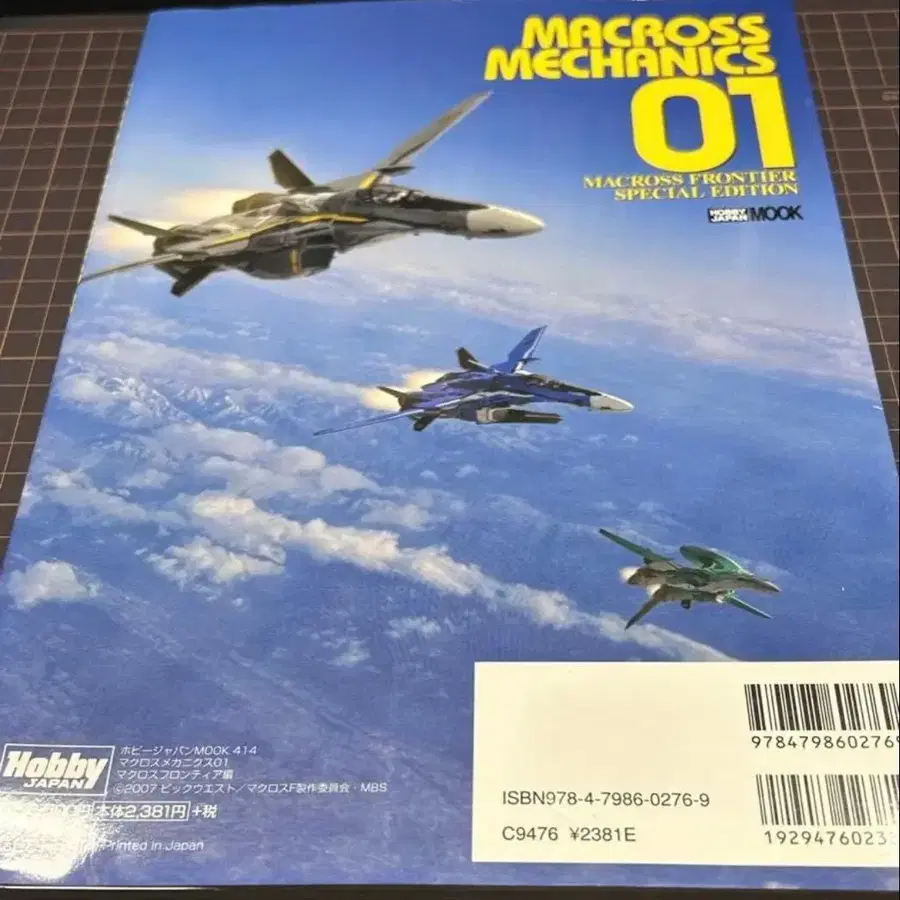 MACROSS
MECHANICS
01
MACROSS FRONTIER
SPECIAL EDITION
HOBBY
JAPAN MOOK
Hobby
JAPAN
ホビージャパンMOOK 414
マクロスメカニクス01
マクロスフロンティア編
©2007 ビックウエスト/マクロスF製作委員会・MBS
本体2,381円 +税
Printed in Japan
978479860276
ISBN978-4-7986-0276-9
C9476 ¥2381E
1929476023